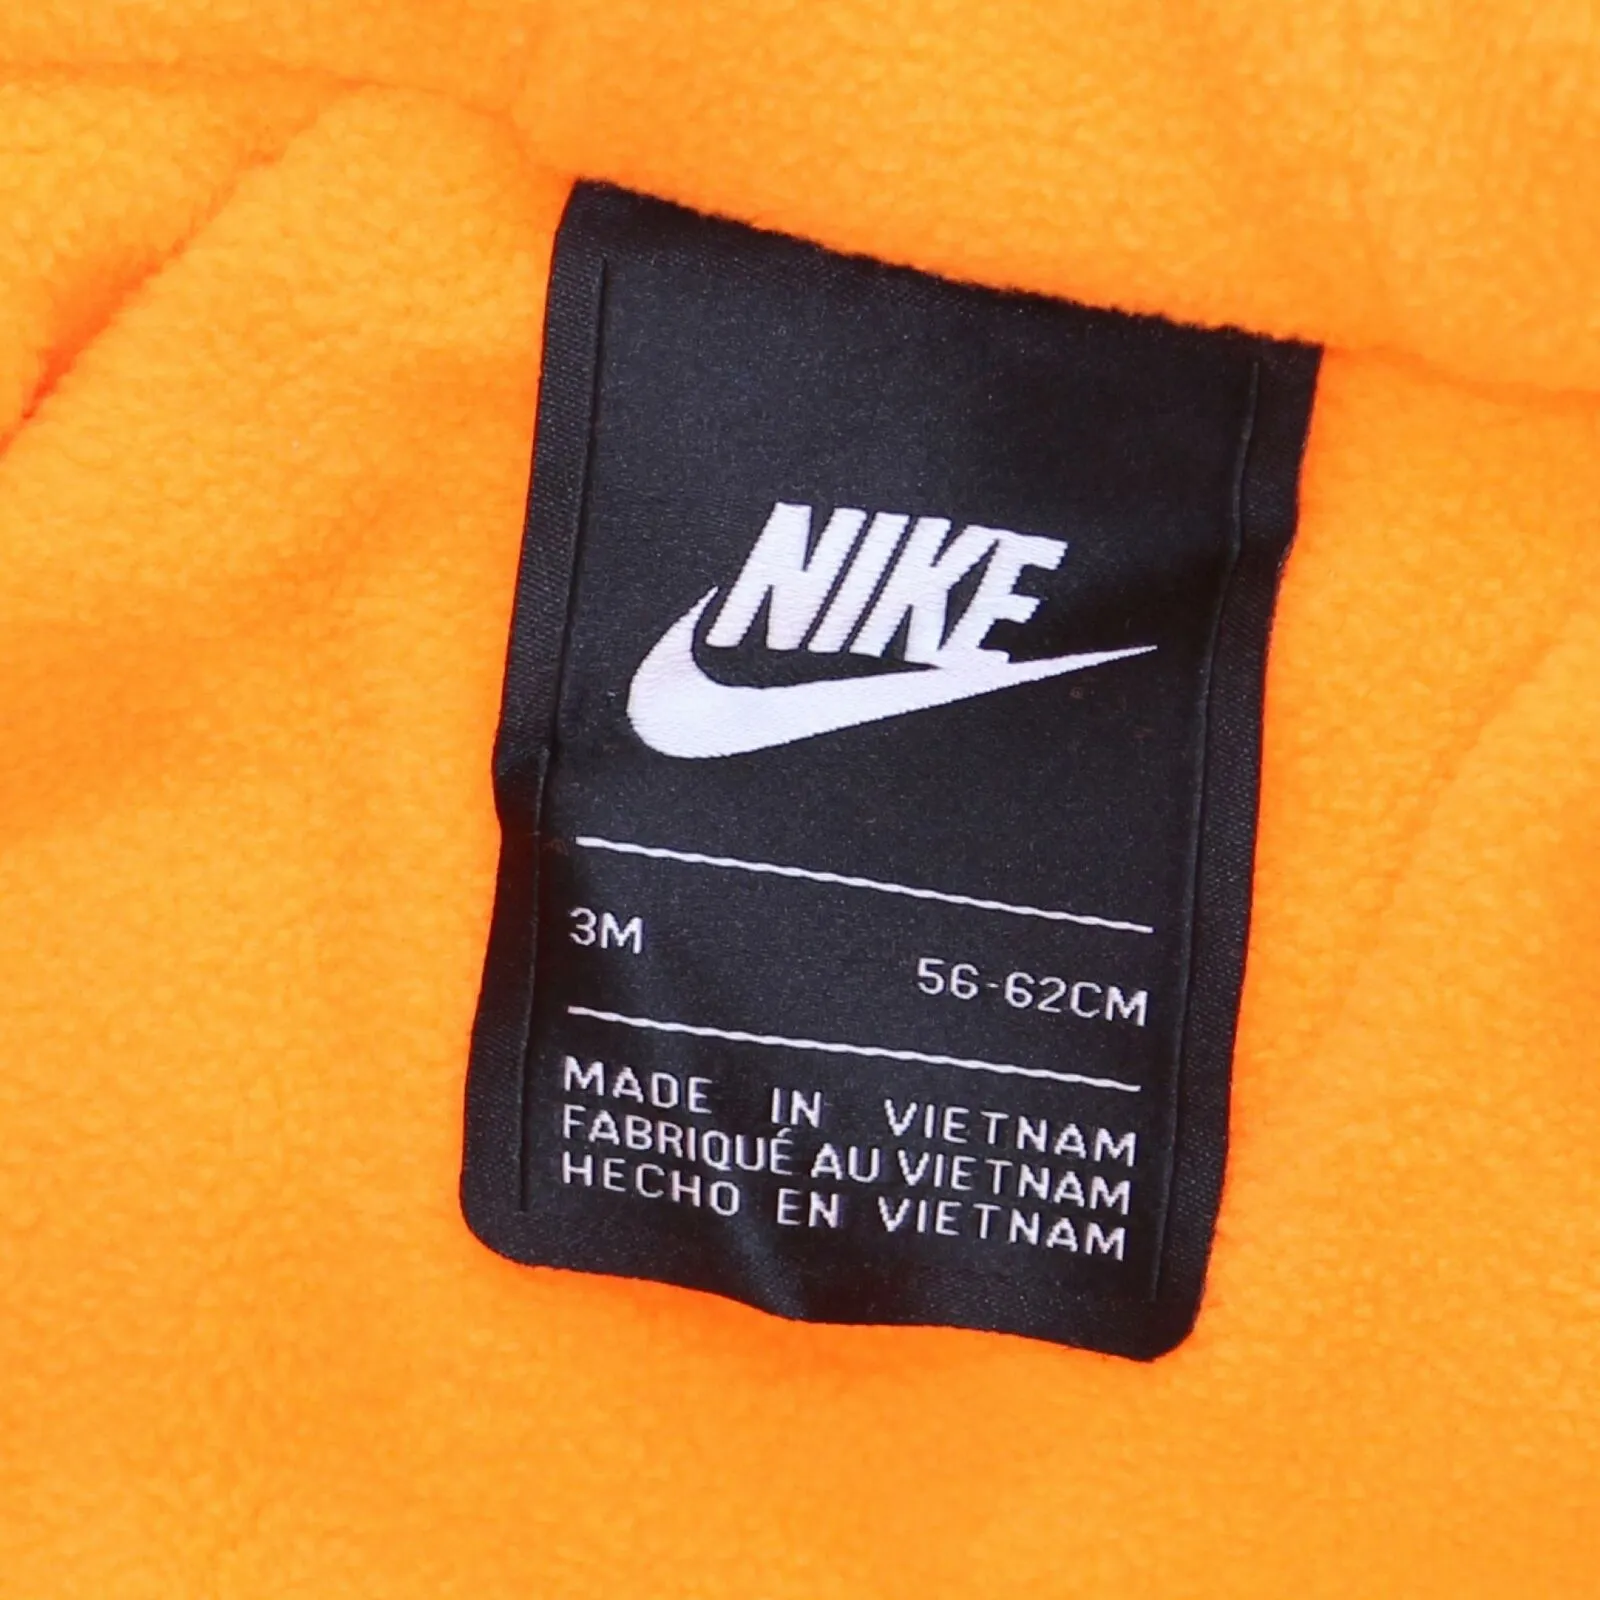 NIKE
3M 56-62CM
MADE IN VIETNAM
FABRIQUÉ AU VIETNAM
HECHO EN VIETNAM